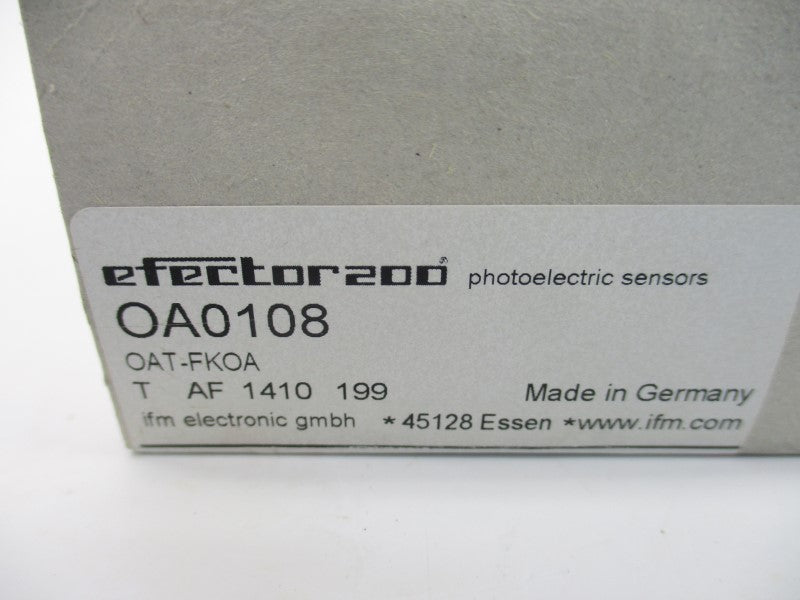 efector200® photoelectric sensors
OA0108
OAT-FKOA
T AF 1410 199 Made in Germany
ifm electronic gmbh * 45128 Essen *www.ifm.com